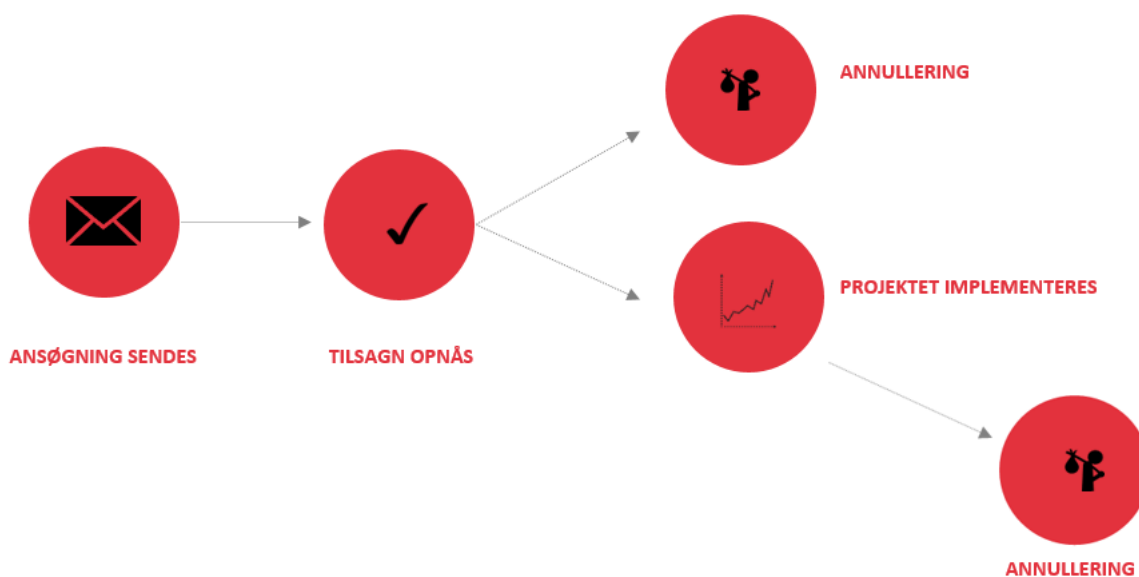 ANNULLERING
PROJEKTET IMPLEMENTERES
ANSØGNING SENDES
TILSAGN OPNÅS
ANNULLERING